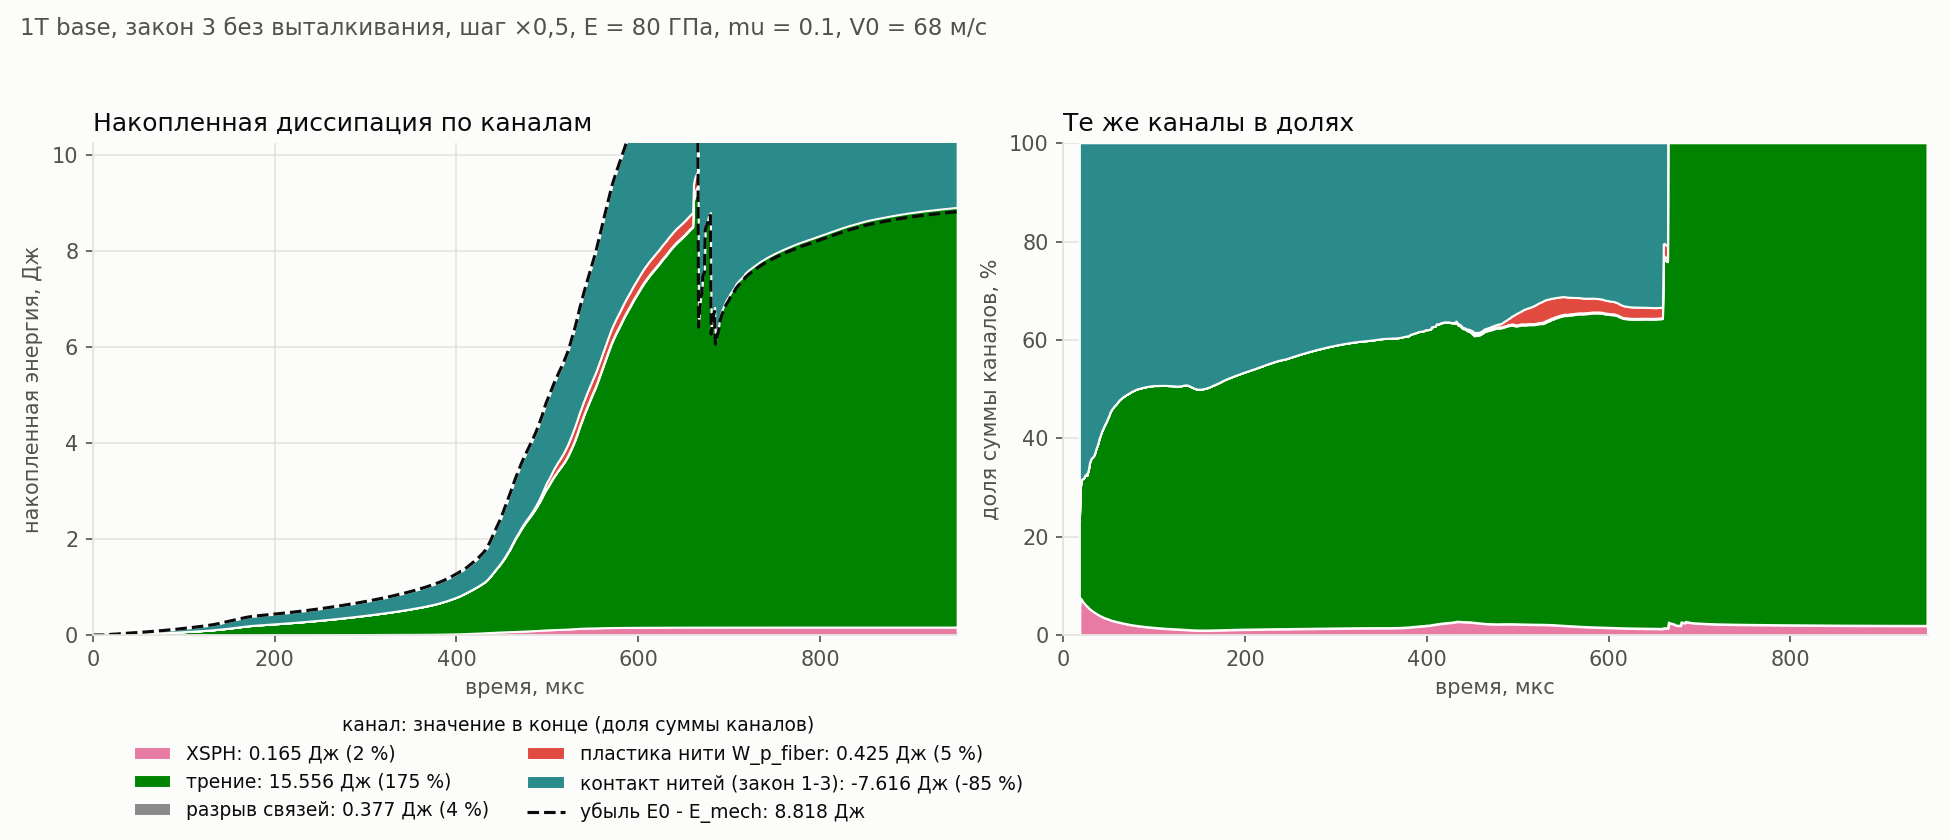 1T base, закон 3 без выталкивания, шаг ×0,5, E = 80 ГПа, mu = 0.1, V0 = 68 м/с
Накопленная диссипация по каналам
накопленная энергия, Дж
10
8
6
4
2
0
0 200 400 600 800
время, мкс
Те же каналы в долях
доля суммы каналов, %
100
80
60
40
20
0
0 200 400 600 800
время, мкс
канал: значение в конце (доля суммы каналов)
XSPH: 0.165 Дж (2 %)
трение: 15.556 Дж (175 %)
разрыв связей: 0.377 Дж (4 %)
пластика нити W_p_fiber: 0.425 Дж (5 %)
контакт нитей (закон 1-3): -7.616 Дж (-85 %)
убыль E0 - E_mech: 8.818 Дж